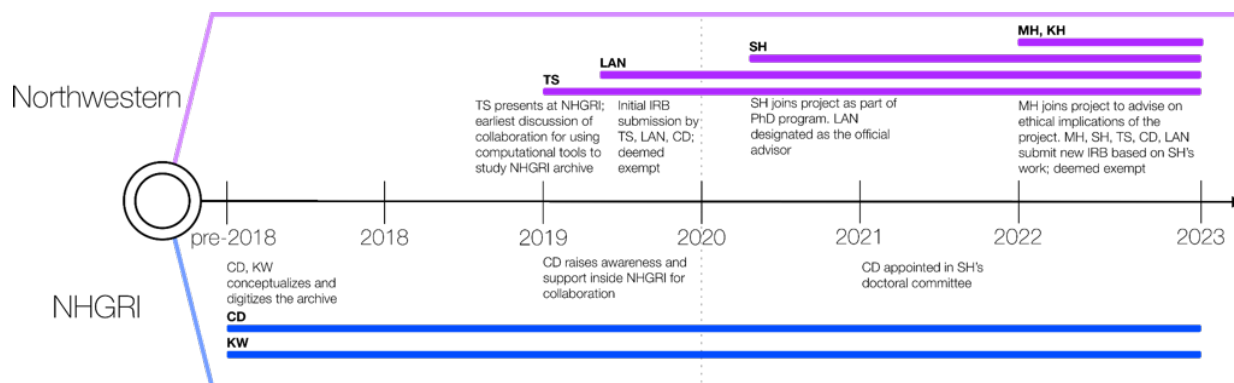 MH, KH
SH
LAN
TS
Northwestern
TS presents at NHGRI;
earliest discussion of
collaboration for using
computational tools to
study NHGRI archive
Initial IRB
submission by
TS, LAN, CD;
deemed
exempt
SH joins project as part of
PhD program. LAN
designated as the official
advisor
MH joins project to advise on
ethical implications of the
project. MH, SH, TS, CD, LAN
submit new IRB based on SH's
work; deemed exempt
pre-2018
2018
2019
2020
2021
2022
2023
NHGRI
CD, KW
conceptualizes and
digitizes the archive
CD raises awareness and
support inside NHGRI for
collaboration
CD appointed in SH's
doctoral committee
CD
KW